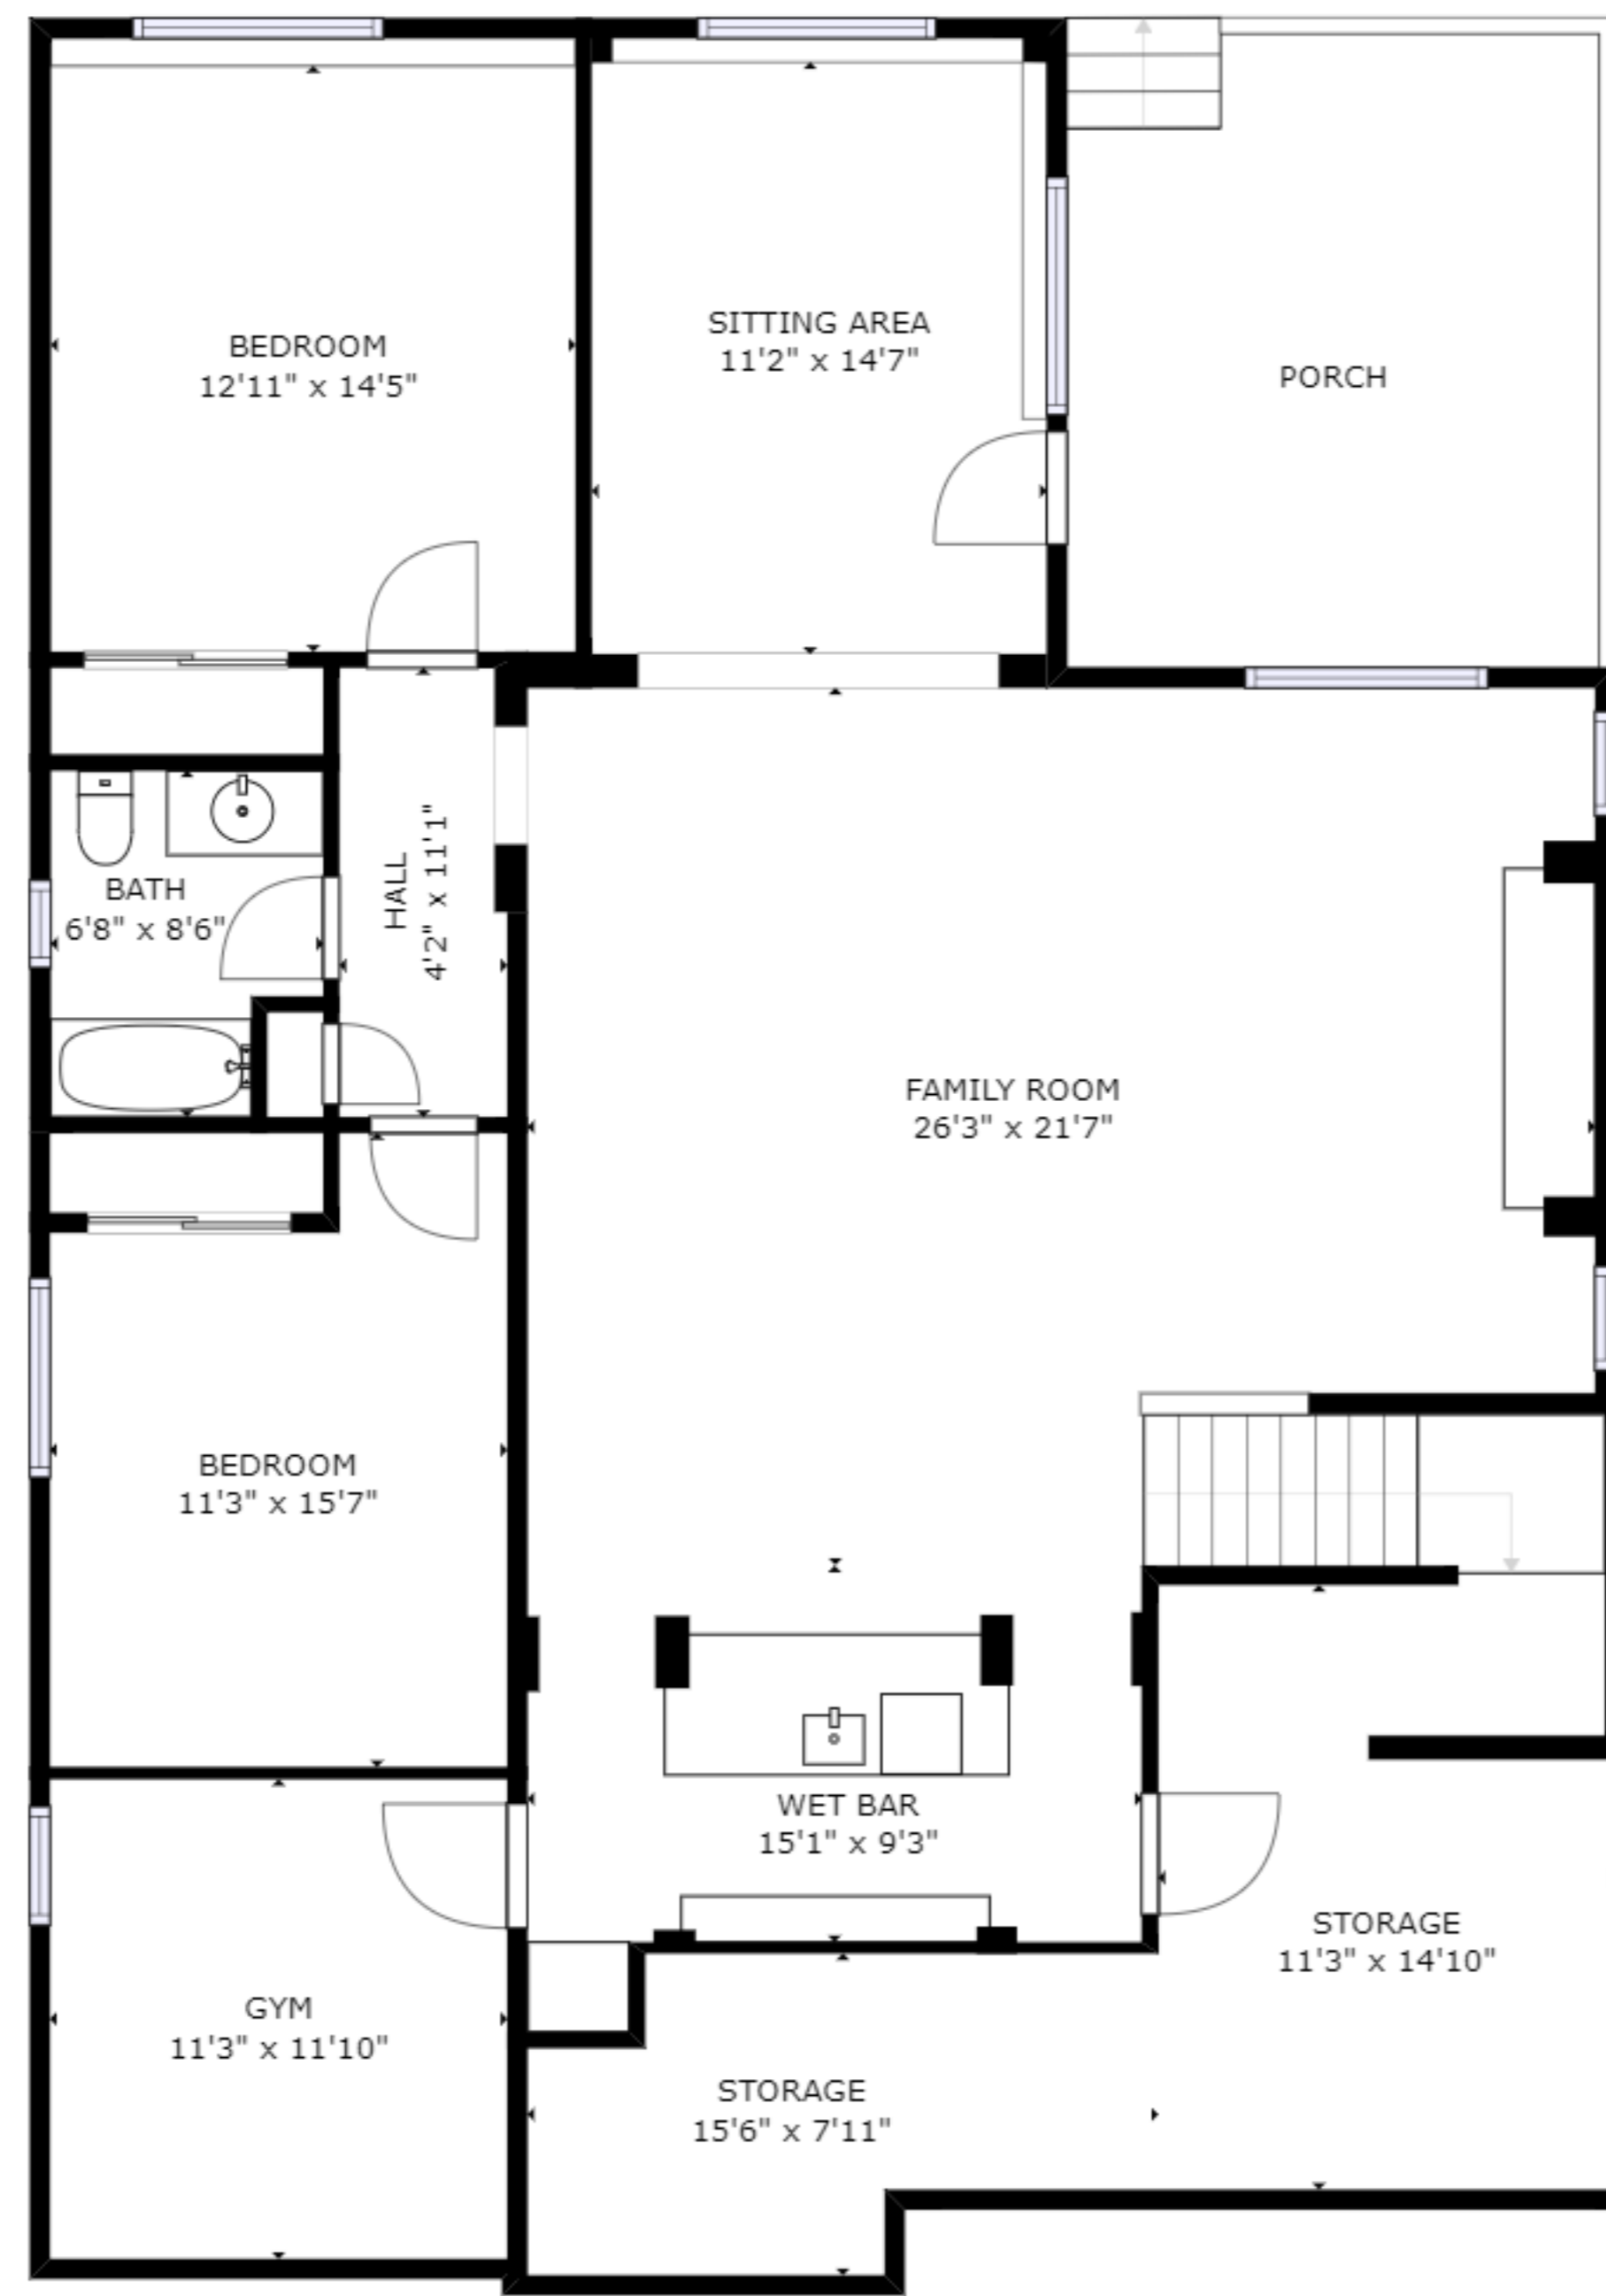 BEDROOM
12'11" x 14'5"
SITTING AREA
11'2" x 14'7"
PORCH
BATH
6'8" x 8'6"
HALL
4'2" x 11'1"
FAMILY ROOM
26'3" x 21'7"
BEDROOM
11'3" x 15'7"
WET BAR
15'1" x 9'3"
STORAGE
11'3" x 14'10"
GYM
11'3" x 11'10"
STORAGE
15'6" x 7'11"